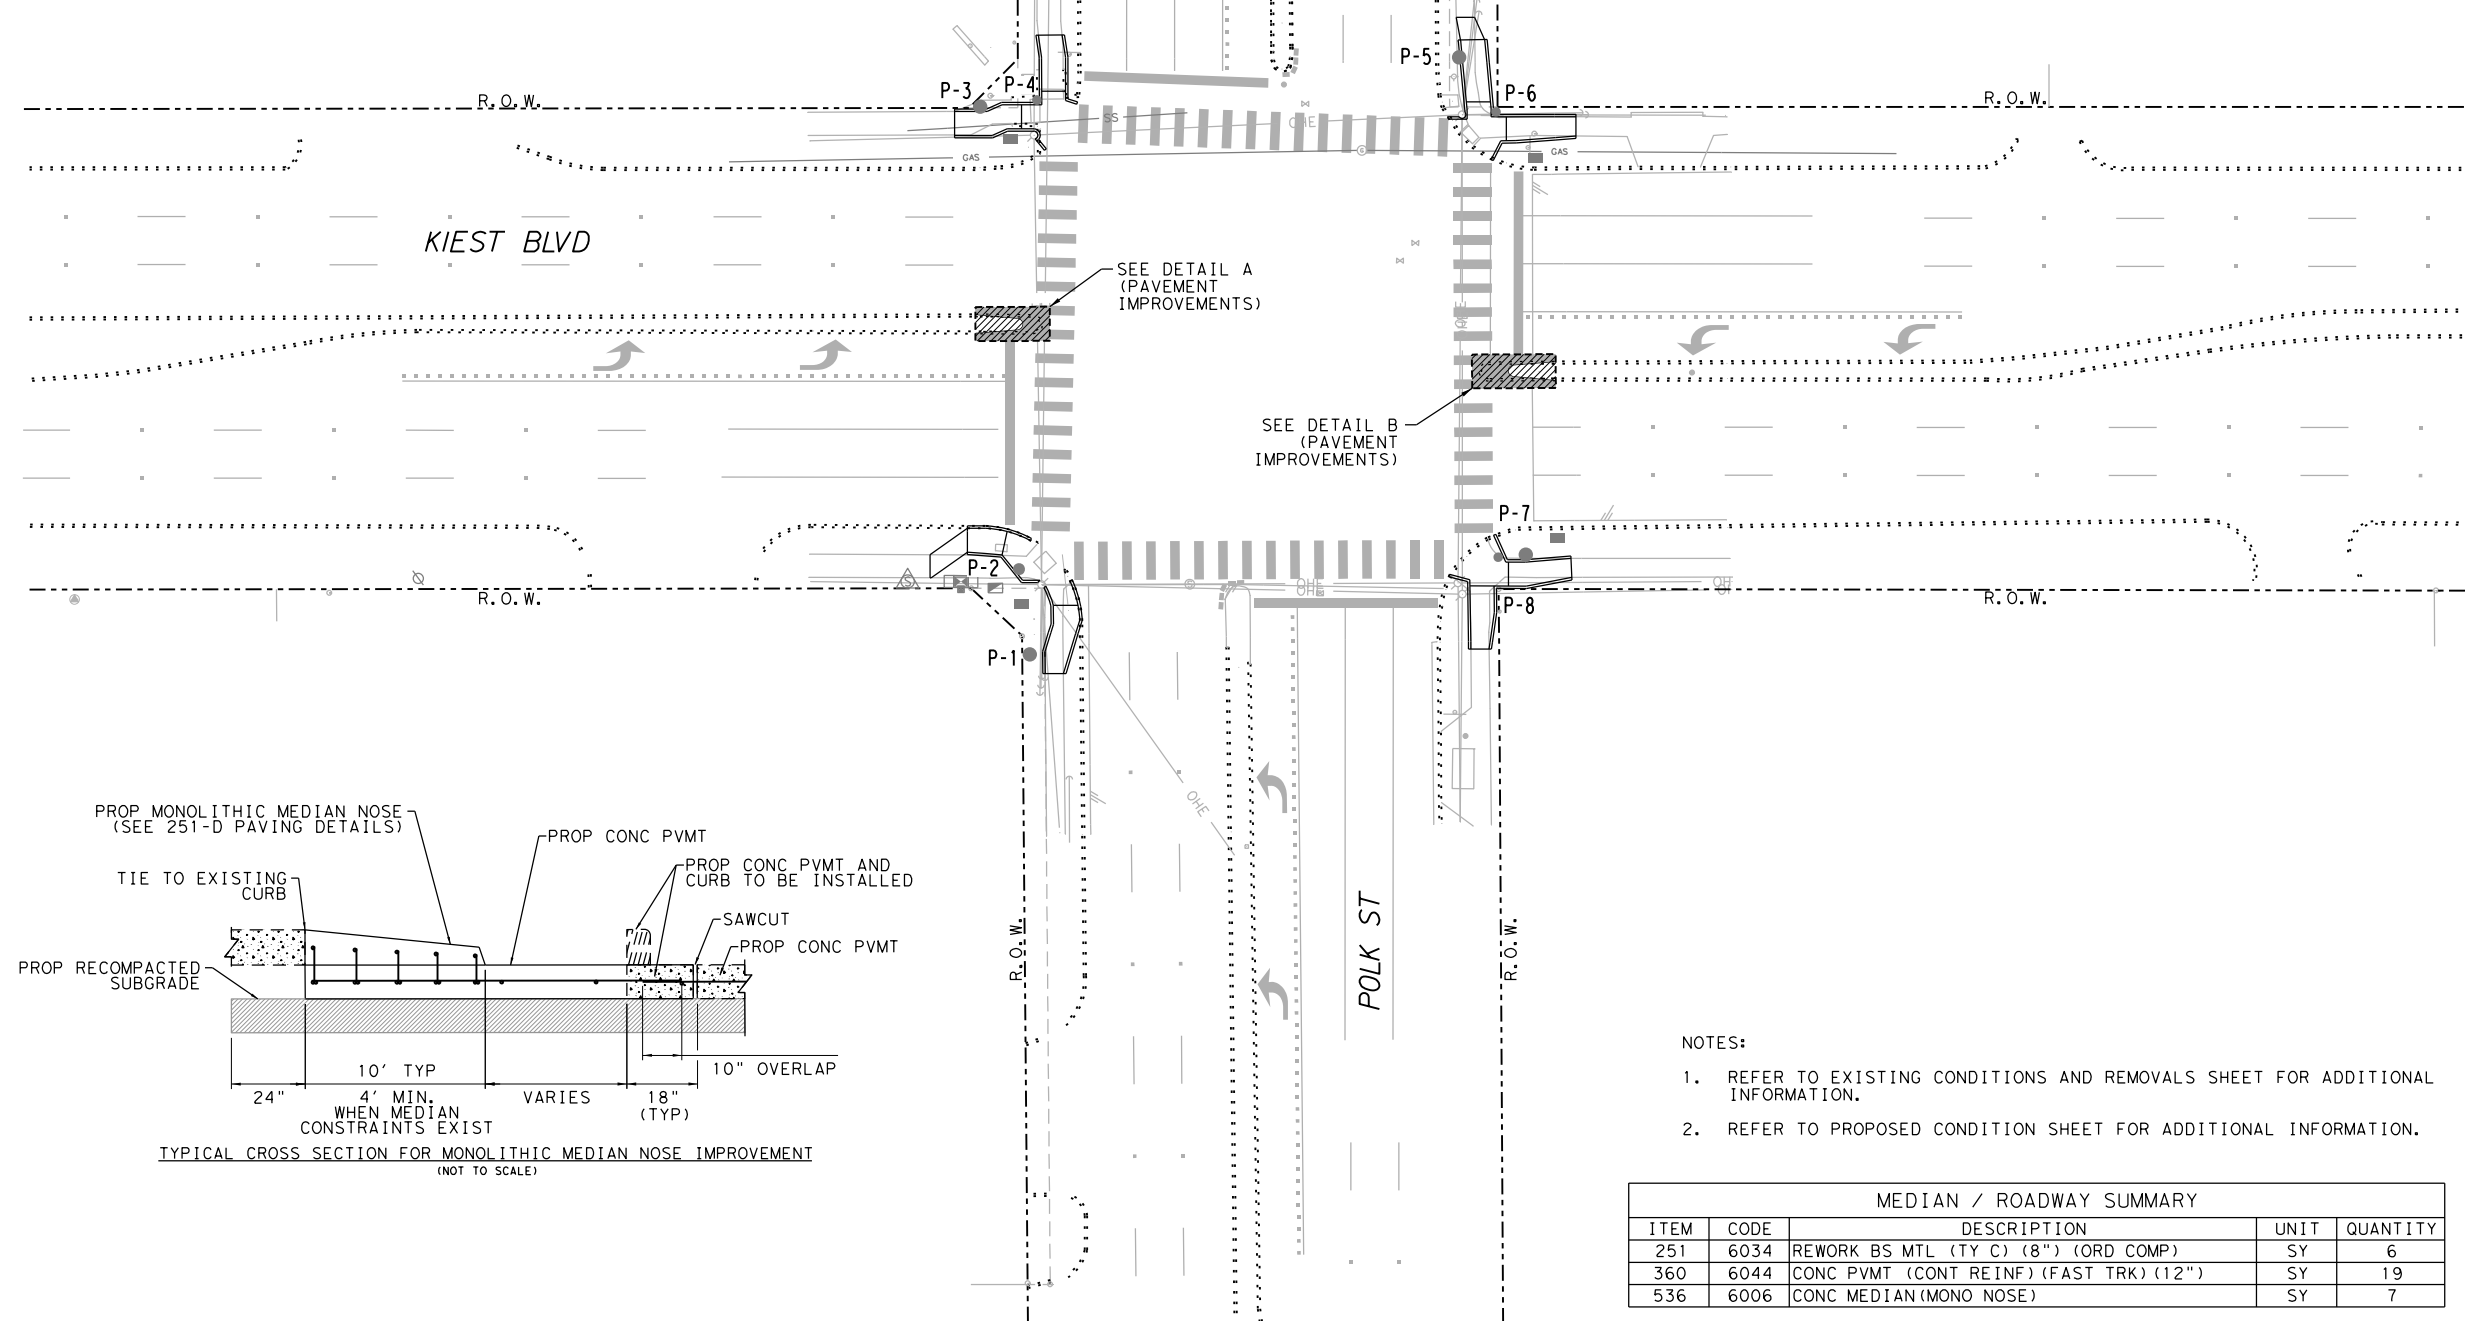 P-5
P-3
P-4
P-6
R.O.W.
R.O.W.
SS
OHE
GAS
GAS
KIEST BLVD
SEE DETAIL A
(PAVEMENT
IMPROVEMENTS)
SEE DETAIL B
(PAVEMENT
IMPROVEMENTS)
P-7
P-2
S
OHE
OHE
R.O.W.
R.O.W.
P-8
P-1
OHE
POLK ST
R.O.W.
R.O.W.
PROP MONOLITHIC MEDIAN NOSE
(SEE 251-D PAVING DETAILS)
PROP CONC PVMT
PROP CONC PVMT AND
CURB TO BE INSTALLED
TIE TO EXISTING
CURB
SAWCUT
PROP CONC PVMT
PROP RECOMPACTED
SUBGRADE
10' TYP
10" OVERLAP
24"
4' MIN.
WHEN MEDIAN
CONSTRAINTS EXIST
VARIES
18"
(TYP)
TYPICAL CROSS SECTION FOR MONOLITHIC MEDIAN NOSE IMPROVEMENT
(NOT TO SCALE)
NOTES:
1. REFER TO EXISTING CONDITIONS AND REMOVALS SHEET FOR ADDITIONAL
INFORMATION.
2. REFER TO PROPOSED CONDITION SHEET FOR ADDITIONAL INFORMATION.
MEDIAN / ROADWAY SUMMARY
ITEM CODE DESCRIPTION UNIT QUANTITY
251 6034 REWORK BS MTL (TY C) (8") (ORD COMP) SY 6
360 6044 CONC PVMT (CONT REINF)(FAST TRK)(12") SY 19
536 6006 CONC MEDIAN(MONO NOSE) SY 7